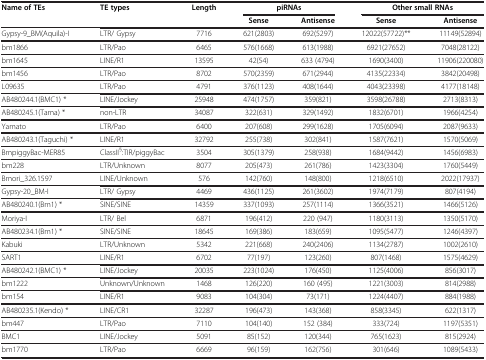 Name of TEs TE types Length piRNAs Other small RNAs
Sense Antisense Sense Antisense
Gypsy-9_BM(Aquila)-I LTR/ Gypsy 7716 621(2803) 692(5297) 12022(57722)** 11149(52894)
bm1866 LTR/Pao 6465 576(1668) 613(1988) 6921(27652) 7048(28122)
bm1645 LINE/R1 13595 42(54) 633 (4794) 1690(3400) 11906(220080)
bm1456 LTR/Pao 8702 570(2359) 671(2944) 4135(22334) 3842(20498)
L09635 LTR/Pao 4791 376(1123) 408(1644) 4043(23398) 4177(18148)
AB480244.1(BMC1) * LINE/Jockey 25948 474(1757) 359(821) 3598(26788) 2713(8313)
AB480245.1(Tama) * non-LTR 34087 322(631) 329(1492) 1832(6701) 1966(4254)
Yamato LTR/Pao 6400 207(608) 299(1628) 1705(6094) 2087(9633)
AB480243.1(Taguchi) * LINE/R1 32792 255(738) 302(841) 1587(7621) 1570(5069)
BmpiggyBac-MER85 ClassII^:TIR/piggyBac 3504 305(1379) 258(938) 1684(9442) 1456(6983)
bm228 LTR/Unknown 8077 205(473) 261(786) 1423(3304) 1760(5449)
Bmori_326.1597 LINE/Unknown 576 142(760) 148(800) 1218(6510) 2022(17937)
Gypsy-20_BM-I LTR/ Gypsy 4469 436(1125) 261(3602) 1974(7179) 807(4194)
AB480240.1(Bm1) * SINE/SINE 14359 337(1093) 257(1114) 1366(3521) 1466(5126)
Moriya-I LTR/ Bel 6871 196(412) 220 (947) 1180(3113) 1350(5170)
AB480234.1(Bm1) * SINE/SINE 18645 169(386) 183(659) 1095(5477) 1246(4397)
Kabuki LTR/Unknown 5342 221(668) 240(2406) 1134(2787) 1002(2610)
SART1 LINE/R1 6702 77(197) 123(260) 807(1468) 1575(4629)
AB480242.1(BMC1) * LINE/Jockey 20035 223(1024) 176(450) 1125(4006) 856(3017)
bm1222 Unknown/Unknown 1468 126(220) 160 (495) 1221(3003) 814(2988)
bm154 LINE/R1 9083 104(304) 73(171) 1224(4407) 884(1988)
AB480235.1(Kendo) * LINE/CR1 32287 196(473) 143(368) 858(3345) 622(1317)
bm447 LTR/Pao 7110 104(140) 152 (384) 333(724) 1197(5351)
BMC1 LINE/Jockey 5091 85(152) 120(344) 765(1623) 815(2924)
bm1770 LTR/Pao 6669 96(159) 162(756) 301(646) 1089(5433)